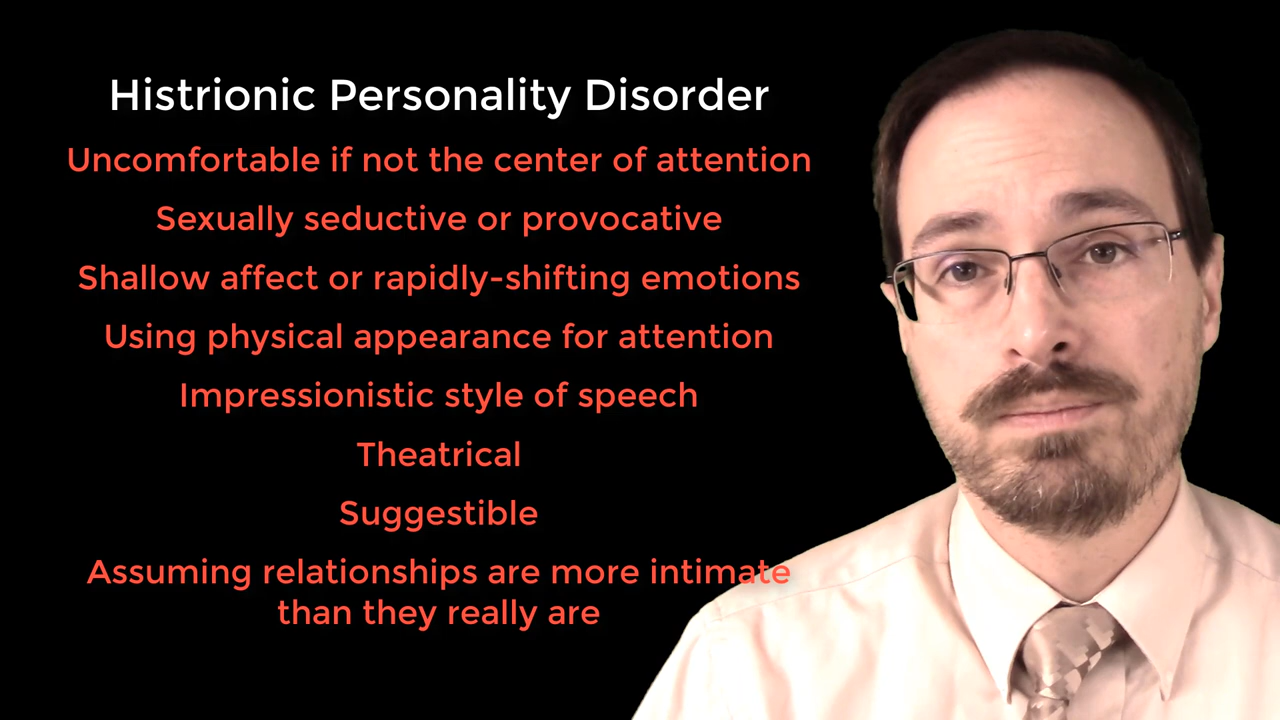 Histrionic Personality Disorder
Uncomfortable if not the center of attention
Sexually seductive or provocative
Shallow affect or rapidly-shifting emotions
Using physical appearance for attention
Impressionistic style of speech
Theatrical
Suggestible
Assuming relationships are more intimate
than they really are